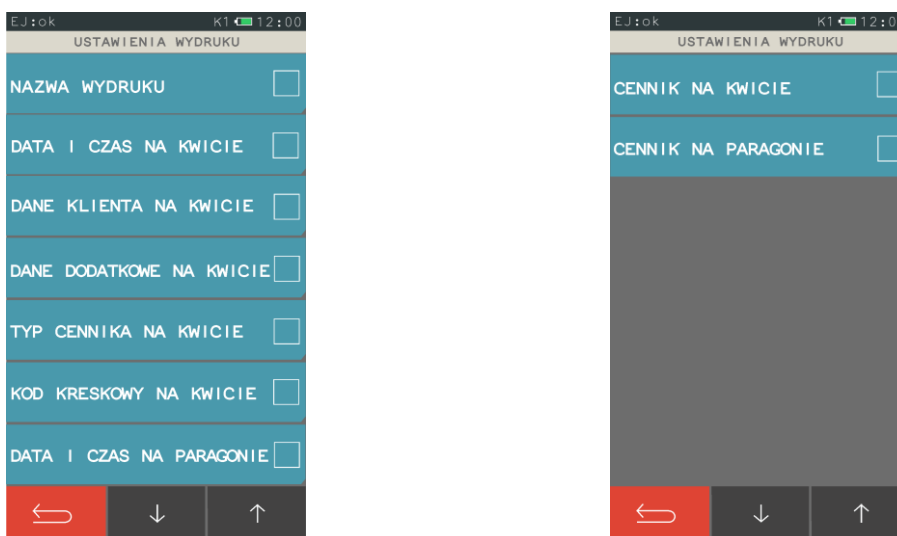 EJ:ok K1 12:00
USTAWIENIA WYDRUKU
NAZWA WYDRUKU
DATA I CZAS NA KWICIE
DANE KLIENTA NA KWICIE
DANE DODATKOWE NA KWICIE
TYP CENNIKA NA KWICIE
KOD KRESKOWY NA KWICIE
DATA I CZAS NA PARAGONIE
EJ:ok K1 12:0
USTAWIENIA WYDRUKU
CENNIK NA KWICIE
CENNIK NA PARAGONIE